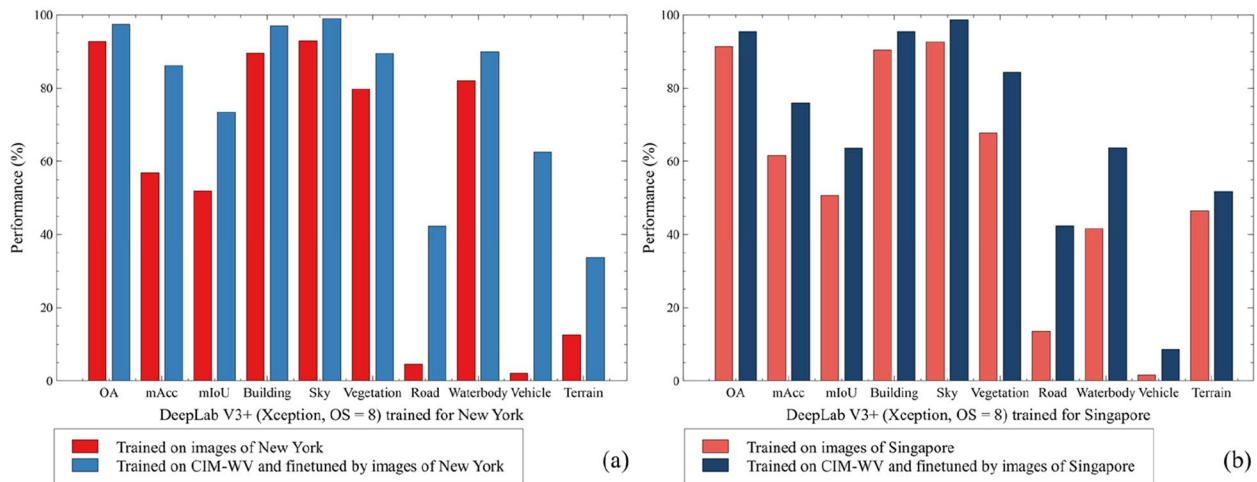 100
80
60
40
20
0
Performance (%)
OA mAcc mIoU Building Sky Vegetation Road Waterbody Vehicle Terrain
DeepLab V3+ (Xception, OS = 8) trained for New York
Trained on images of New York
Trained on CIM-WV and finetuned by images of New York
(a)
100
80
60
40
20
0
Performance (%)
OA mAcc mIoU Building Sky Vegetation Road Waterbody Vehicle Terrain
DeepLab V3+ (Xception, OS = 8) trained for Singapore
Trained on images of Singapore
Trained on CIM-WV and finetuned by images of Singapore
(b)